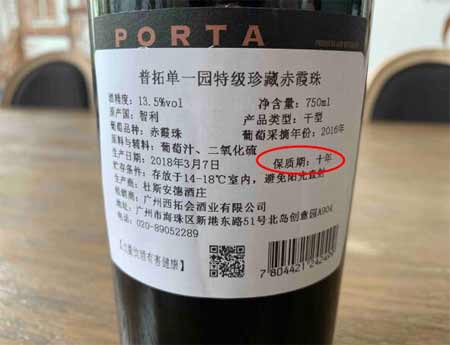 PORTA
普拓单一园特级珍藏赤霞珠
酒精度：13.5%vol 净含量：750ml
原产国：智利 产品类型：干型
葡萄品种：赤霞珠 葡萄采摘年份：2016年
原料与辅料：葡萄汁、二氧化硫
生产日期：2018年3月7日 保质期：十年
贮存条件：存放于14-18℃室内，避免阳光直射
生产商：杜斯安德酒庄
经销商：广州西拓会酒业有限公司
地址：广州市海珠区新港东路51号北岛创意园A904
电话：020-89052289
【过量饮酒有害健康】